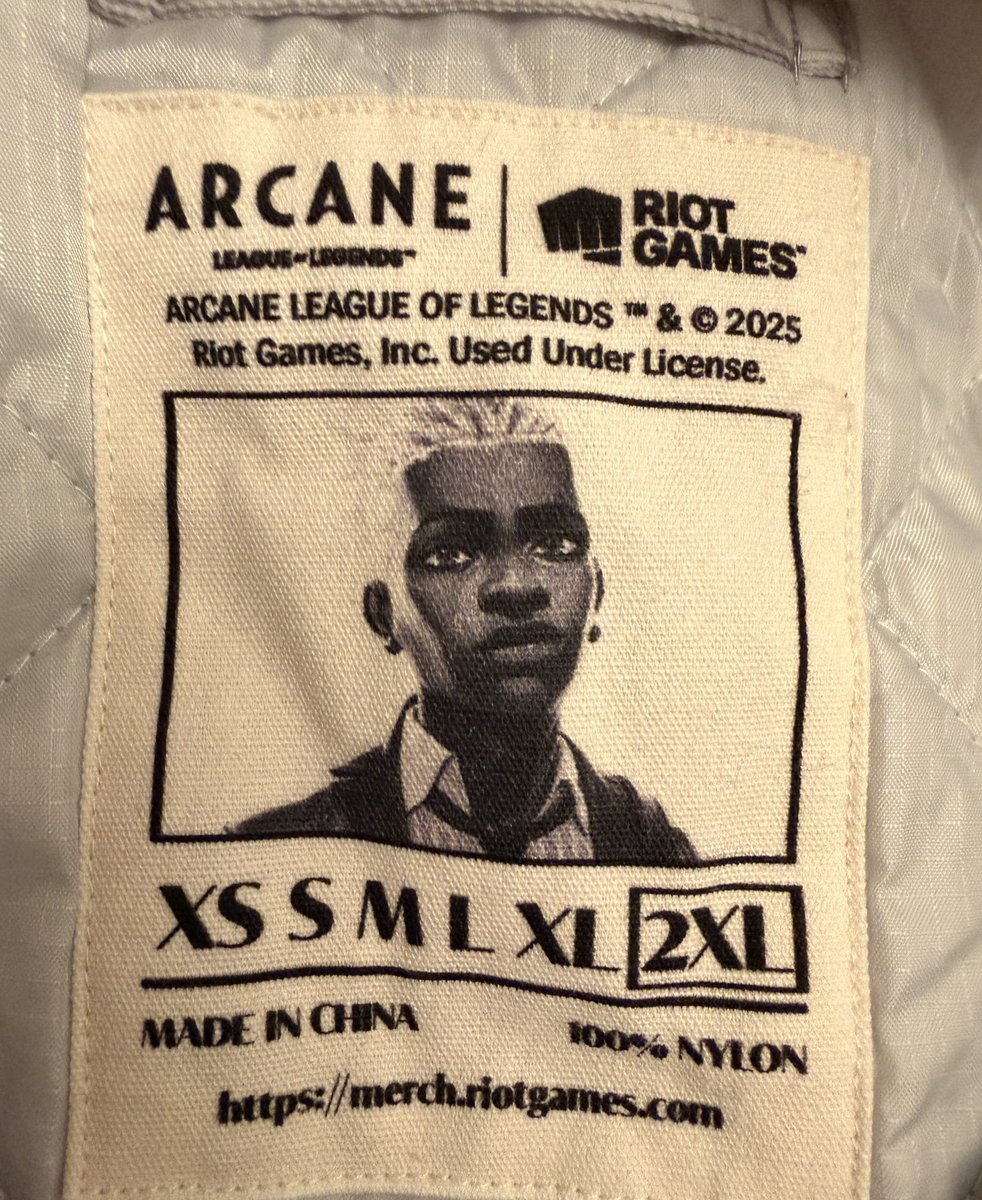 ARCANE
LEAGUE OF LEGENDS™
RIOT
GAMES™
ARCANE LEAGUE OF LEGENDS ™ & © 2025
Riot Games, Inc. Used Under License.
XS S M L XL 2XL
MADE IN CHINA 100% NYLON
https://merch.riotgames.com